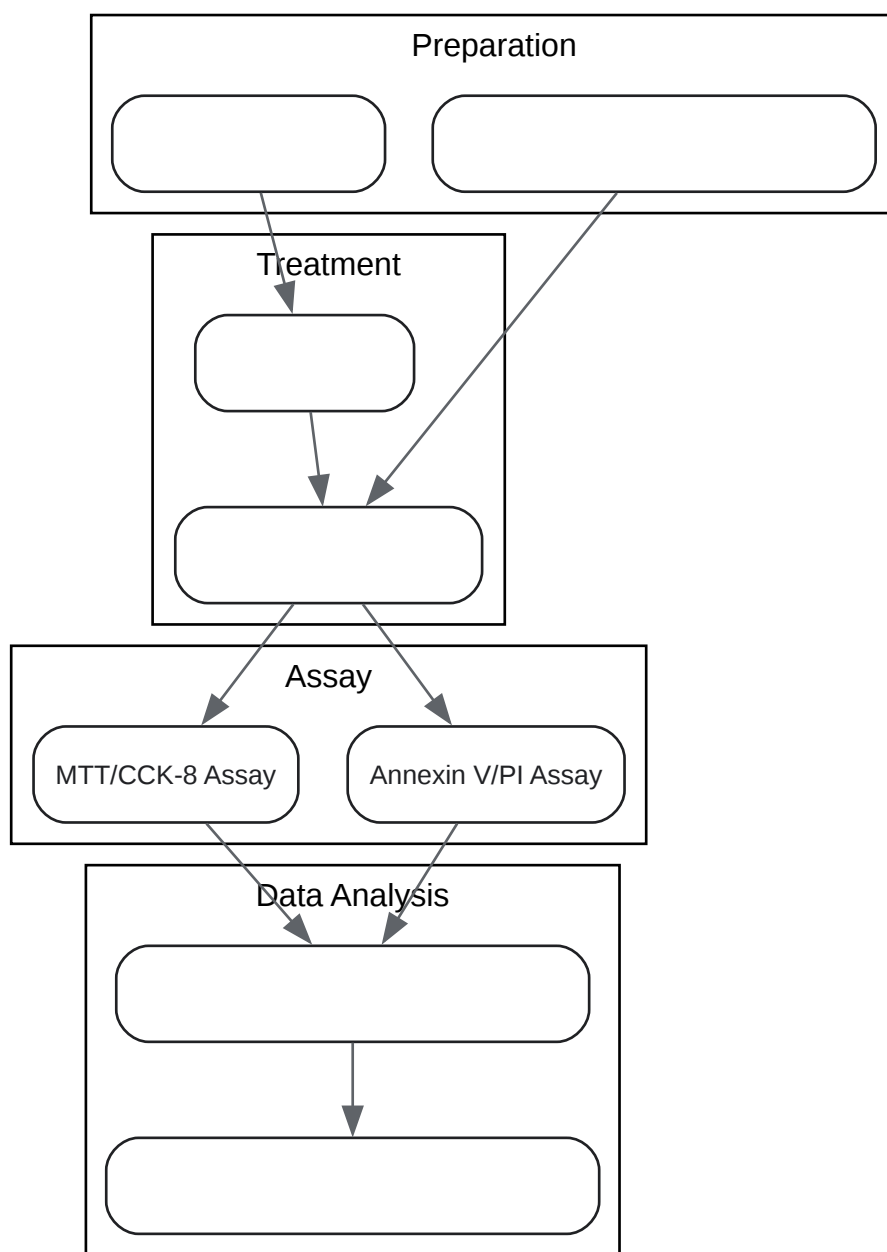 Preparation
Treatment
Assay
MTT/CCK-8 Assay
Annexin V/PI Assay
Data Analysis